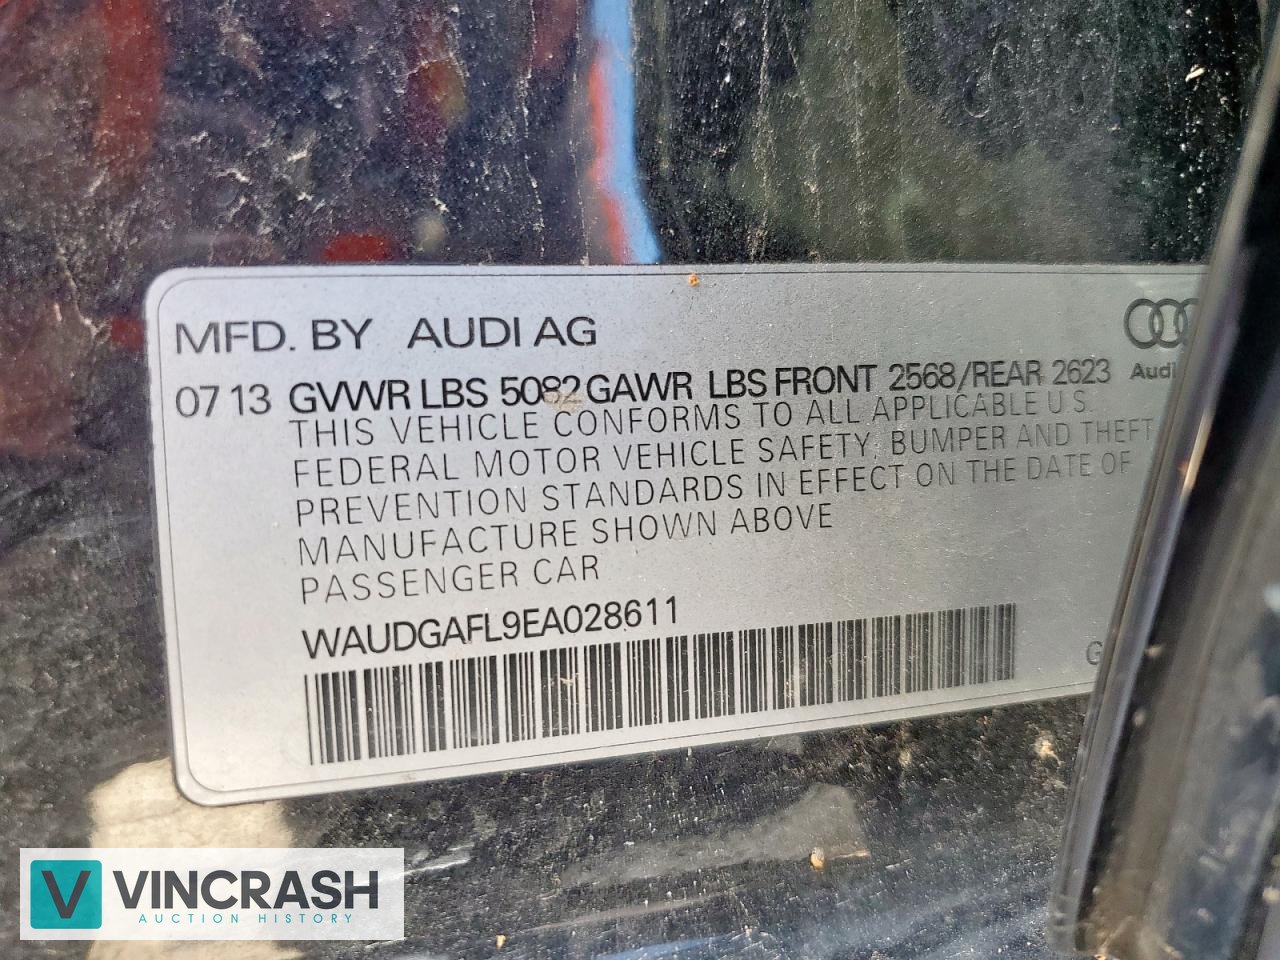 MFD. BY AUDI AG
07 13 GVWR LBS 5082 GAWR LBS FRONT 2568/REAR 2623
Audi
THIS VEHICLE CONFORMS TO ALL APPLICABLE U.S.
FEDERAL MOTOR VEHICLE SAFETY, BUMPER AND THEFT
PREVENTION STANDARDS IN EFFECT ON THE DATE OF
MANUFACTURE SHOWN ABOVE
PASSENGER CAR
WAUDGAFL9EA028611
G
V VINCRASH
AUCTION HISTORY